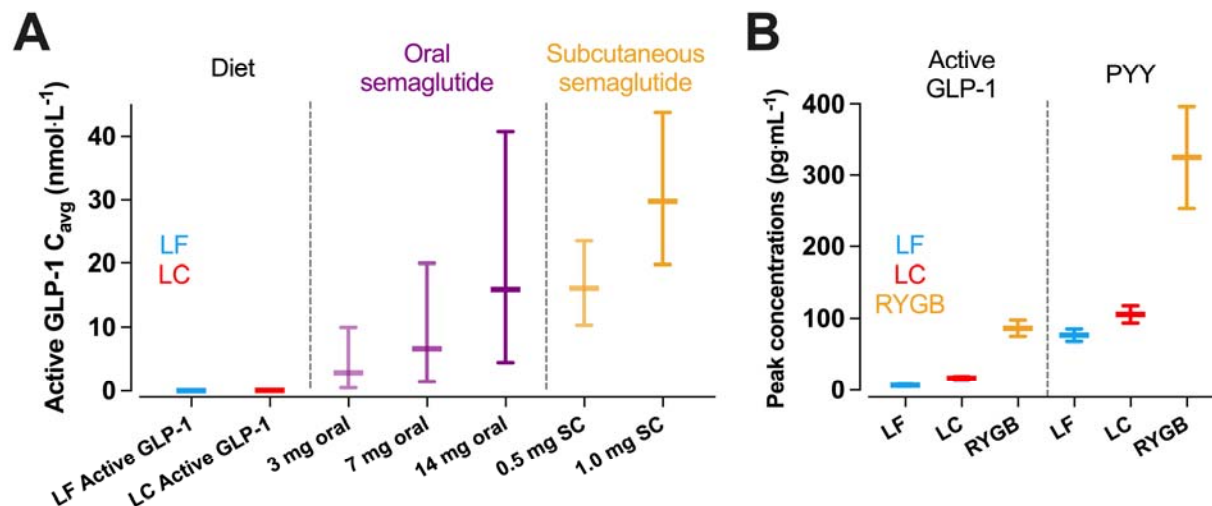 A
Diet
Oral
semaglutide
Subcutaneous
semaglutide
Active GLP-1 Cavg (nmol·L-1)
40
30
20
10
0
LF
LC
LF Active GLP-1
LC Active GLP-1
3 mg oral
7 mg oral
14 mg oral
0.5 mg SC
1.0 mg SC
B
Active
GLP-1
PYY
Peak concentrations (pg·mL-1)
400
300
200
100
0
LF
LC
RYGB
LF
LC
RYGB
LF
LC
RYGB